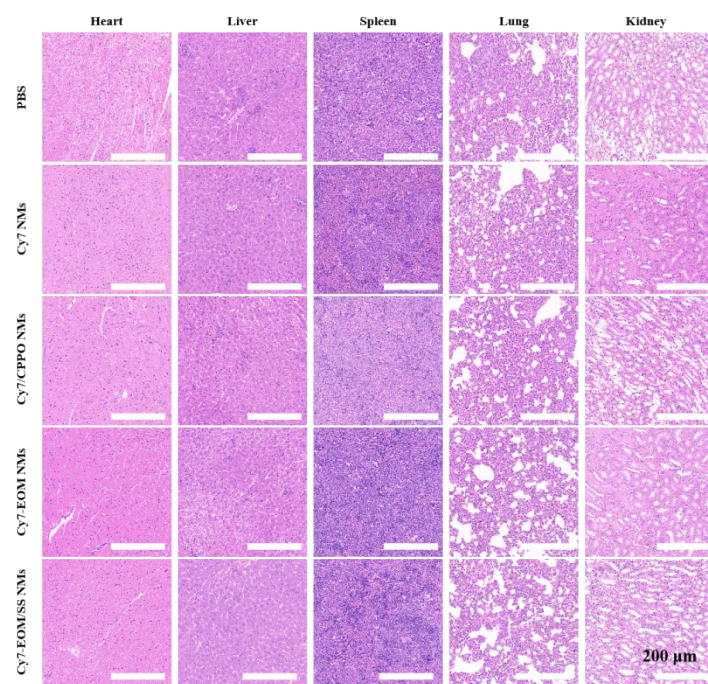 Heart Liver Spleen Lung Kidney
PBS
Cy7 NMs
Cy7/CPPO NMs
Cy7-EOM NMs
Cy7-EOM/SS NMs
200 μm